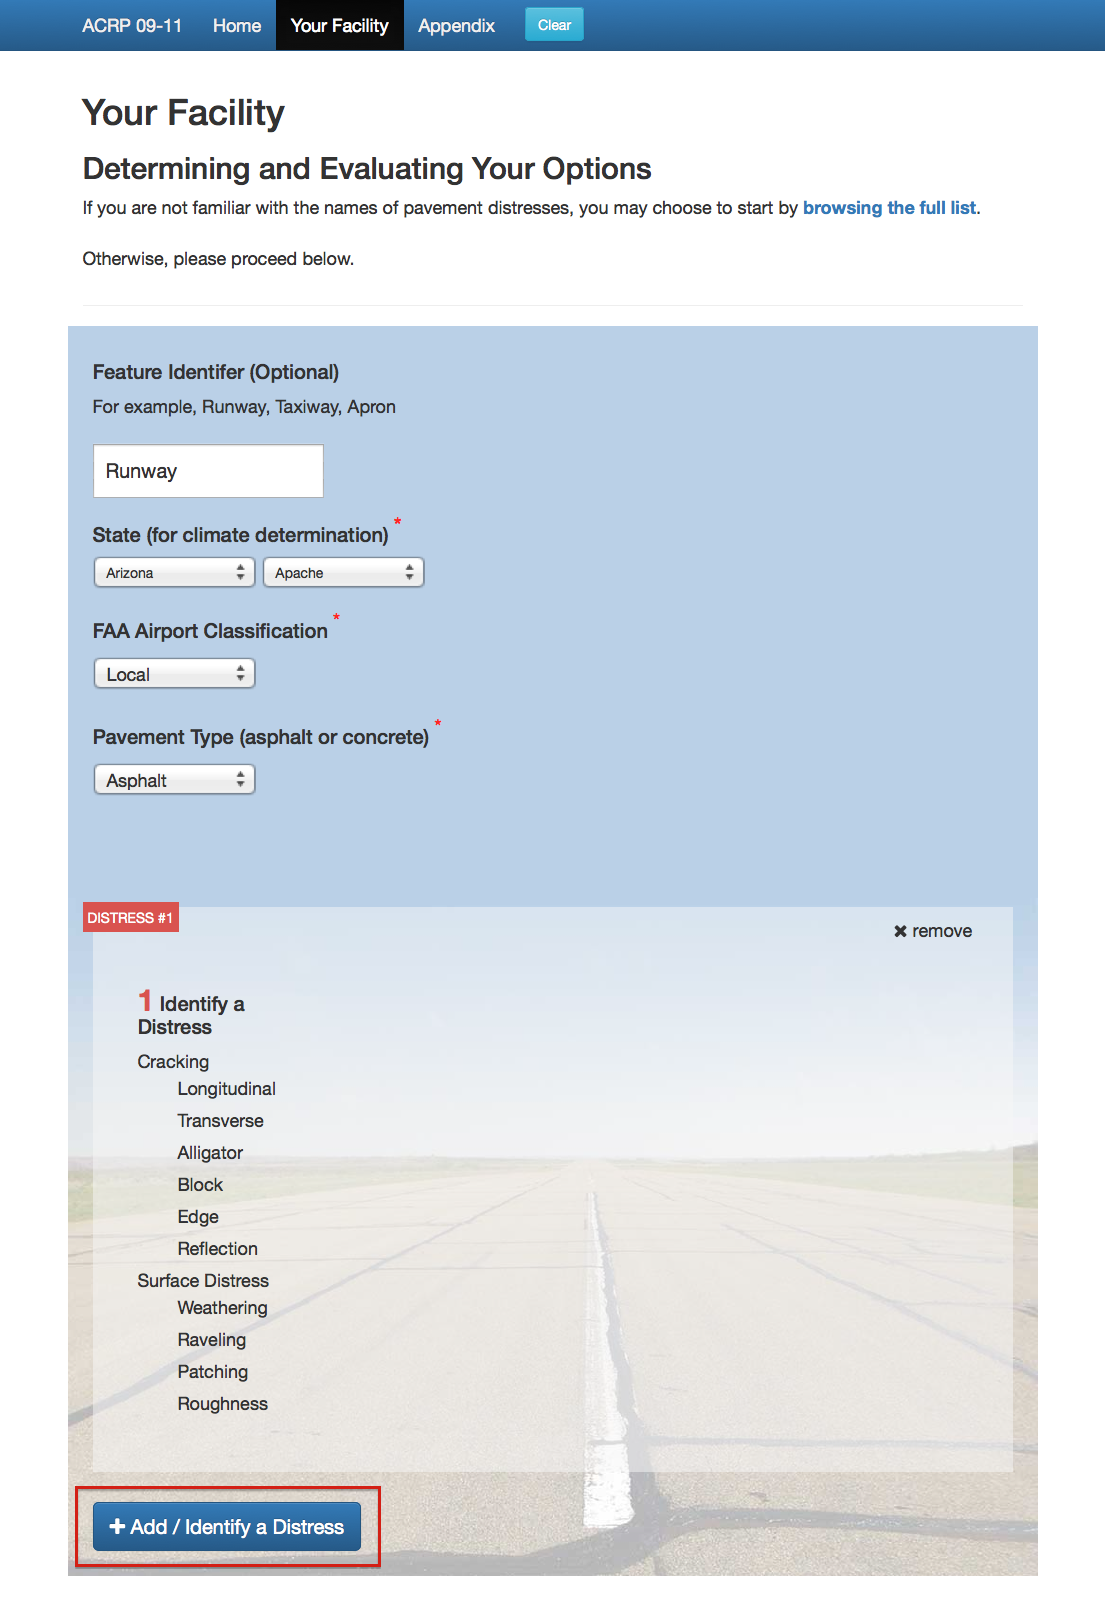 ACRP 09-11 Home Your Facility Appendix Clear
Your Facility
Determining and Evaluating Your Options
If you are not familiar with the names of pavement distresses, you may choose to start by browsing the full list.
Otherwise, please proceed below.
Feature Identifer (Optional)
For example, Runway, Taxiway, Apron
Runway
State (for climate determination) *
Arizona Apache
FAA Airport Classification *
Local
Pavement Type (asphalt or concrete) *
Asphalt
DISTRESS #1
✖ remove
1 Identify a
Distress
Cracking
Longitudinal
Transverse
Alligator
Block
Edge
Reflection
Surface Distress
Weathering
Raveling
Patching
Roughness
+ Add / Identify a Distress